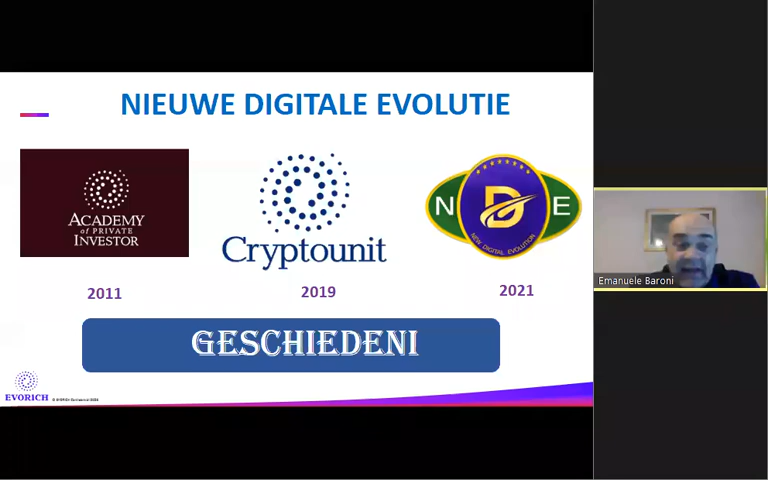 NIEUWE DIGITALE EVOLUTIE
ACADEMY
of PRIVATE
INVESTOR
Cryptounit
N D E
NEW DIGITAL EVOLUTION
2011
2019
2021
GESCHIEDENI
EVORICH
Emanuele Baroni